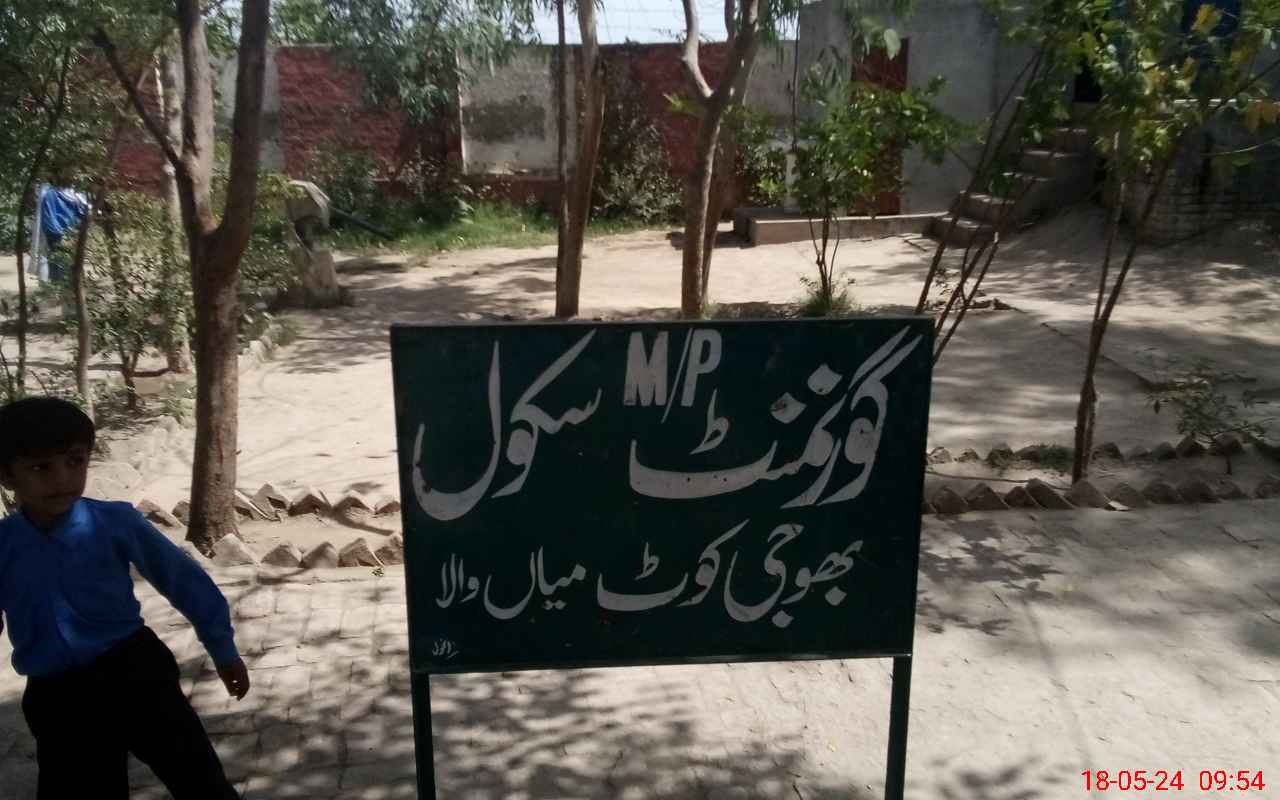 گورنمنٹ M/P سکول
بھوجی کوٹ میاں والا
18-05-24 09:54